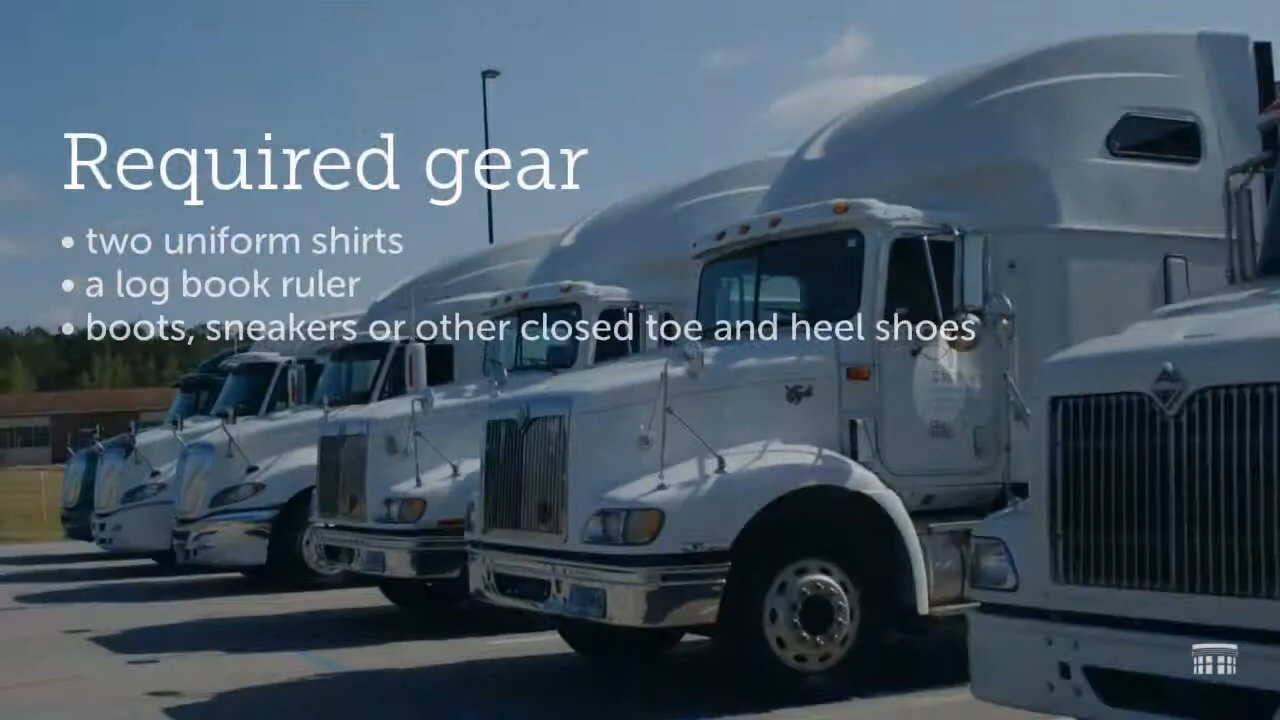 Required gear
• two uniform shirts
• a log book ruler
• boots, sneakers or other closed toe and heel shoes